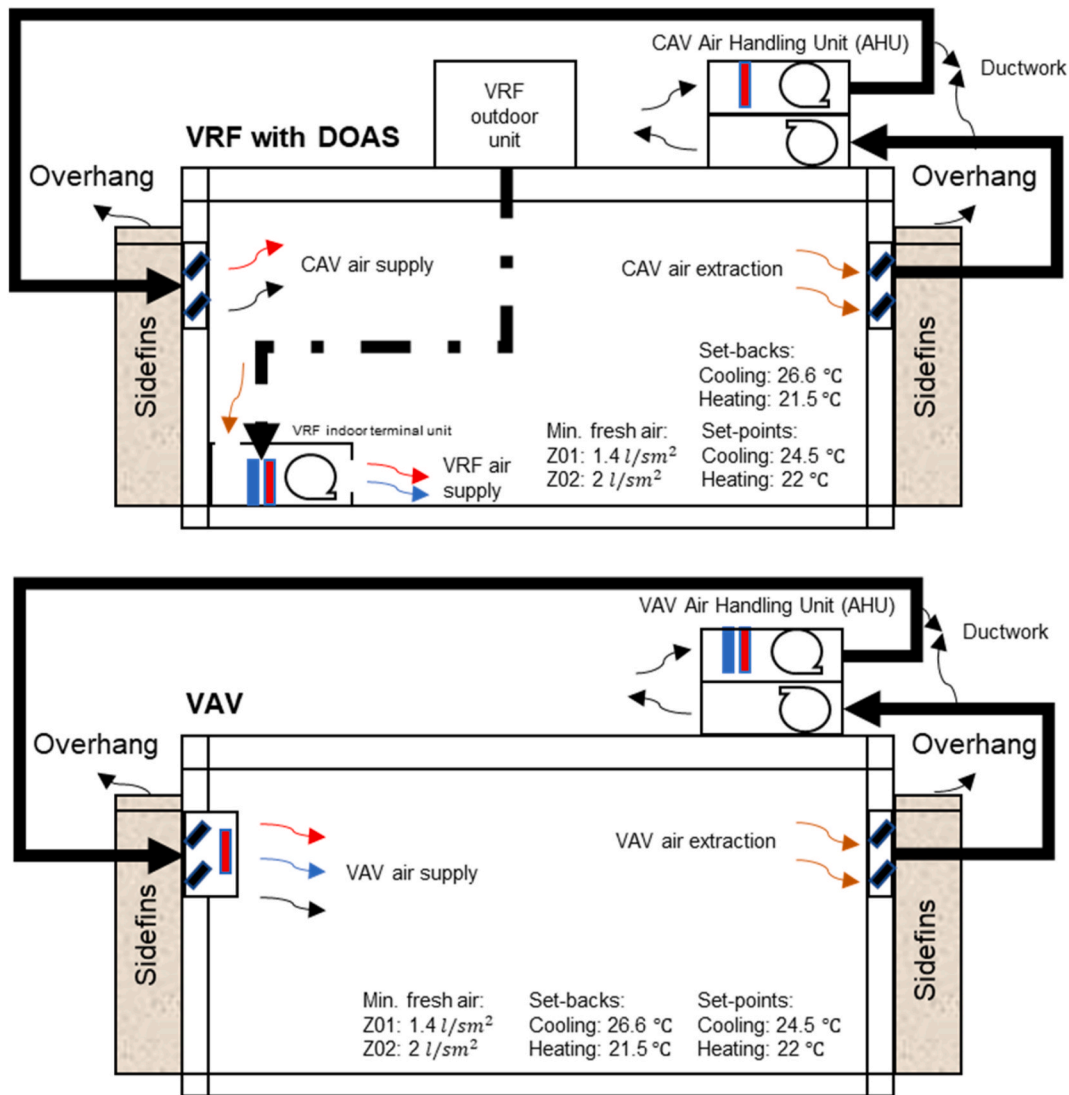 CAV Air Handling Unit (AHU)
Ductwork
VRF
outdoor
unit
VRF with DOAS
Overhang
Overhang
CAV air supply
CAV air extraction
Sidefins
Sidefins
Set-backs:
Cooling: 26.6 °C
Heating: 21.5 °C
VRF indoor terminal unit
Min. fresh air:
Z01: 1.4 l/sm²
Z02: 2 l/sm²
Set-points:
Cooling: 24.5 °C
Heating: 22 °C
VRF air
supply
VAV Air Handling Unit (AHU)
Ductwork
VAV
Overhang
Overhang
VAV air supply
VAV air extraction
Sidefins
Sidefins
Min. fresh air:
Z01: 1.4 l/sm²
Z02: 2 l/sm²
Set-backs:
Cooling: 26.6 °C
Heating: 21.5 °C
Set-points:
Cooling: 24.5 °C
Heating: 22 °C